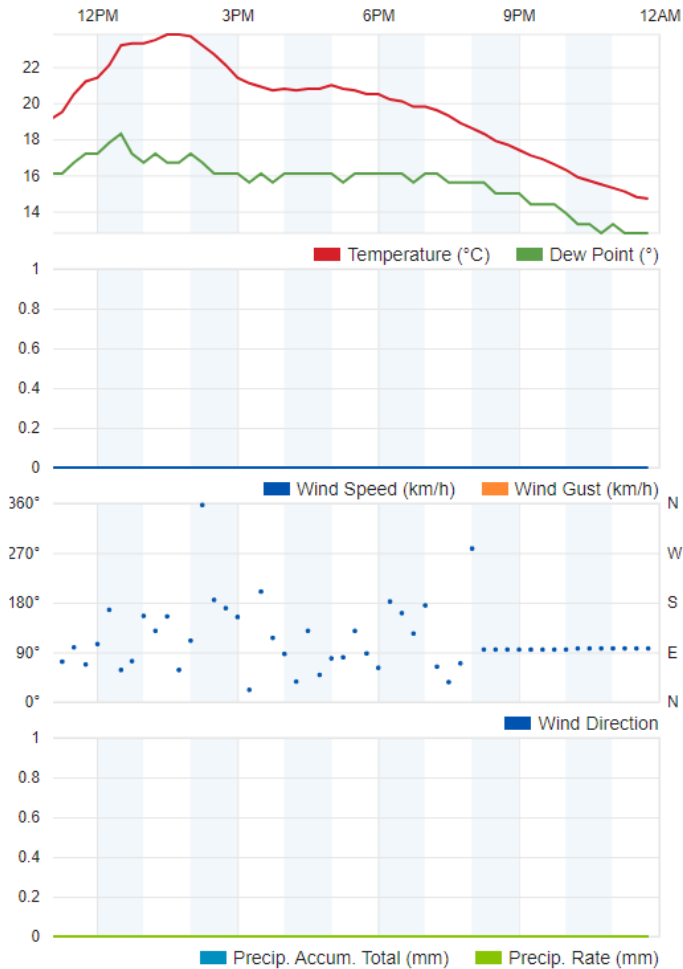 12PM 3PM 6PM 9PM 12AM
22
20
18
16
14
Temperature (°C) Dew Point (°)
1
0.8
0.6
0.4
0.2
0
Wind Speed (km/h) Wind Gust (km/h)
360° N
270° W
180° S
90° E
0° N
Wind Direction
1
0.8
0.6
0.4
0.2
0
Precip. Accum. Total (mm) Precip. Rate (mm)